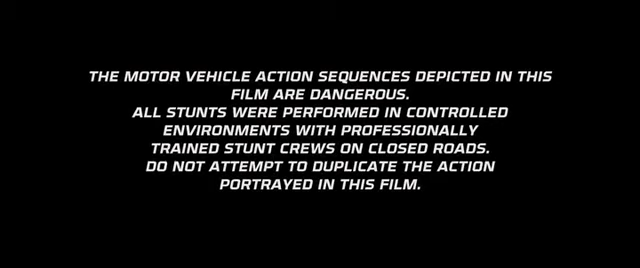 THE MOTOR VEHICLE ACTION SEQUENCES DEPICTED IN THIS
FILM ARE DANGEROUS.
ALL STUNTS WERE PERFORMED IN CONTROLLED
ENVIRONMENTS WITH PROFESSIONALLY
TRAINED STUNT CREWS ON CLOSED ROADS.
DO NOT ATTEMPT TO DUPLICATE THE ACTION
PORTRAYED IN THIS FILM.